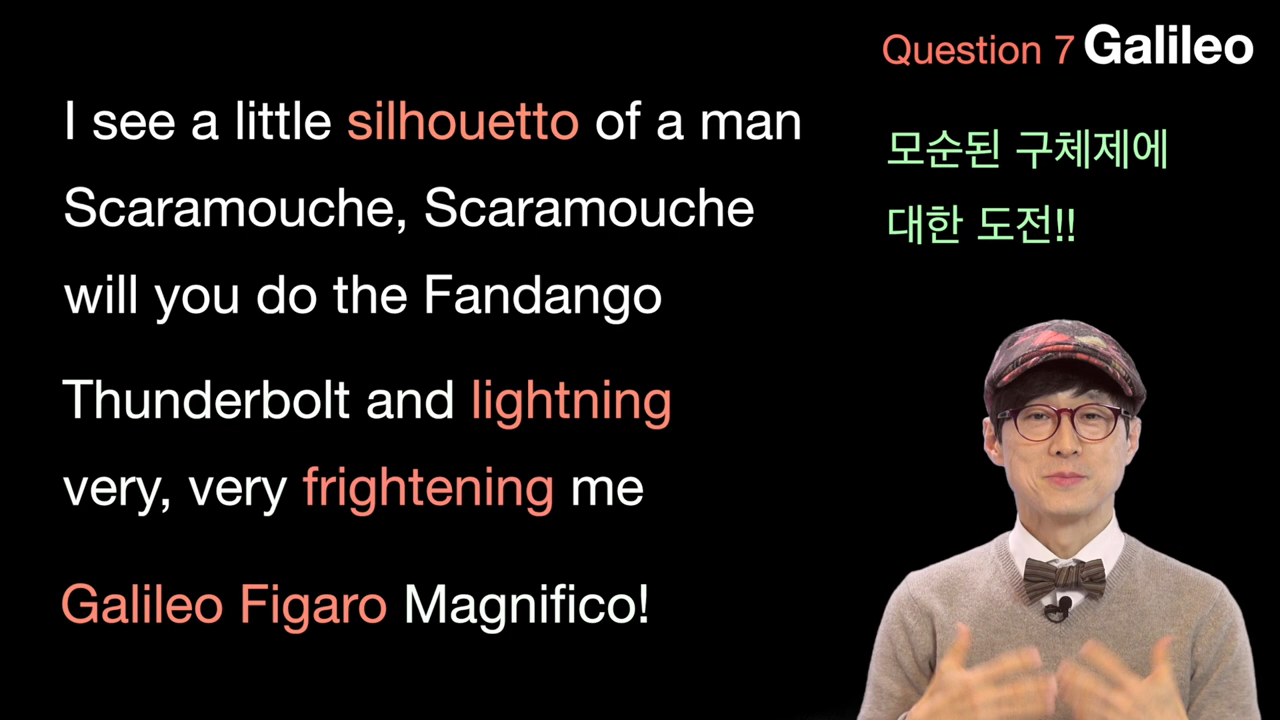 Question 7 Galileo
I see a little silhouetto of a man
Scaramouche, Scaramouche
will you do the Fandango
Thunderbolt and lightning
very, very frightening me
Galileo Figaro Magnifico!
모순된 구체제에
대한 도전!!